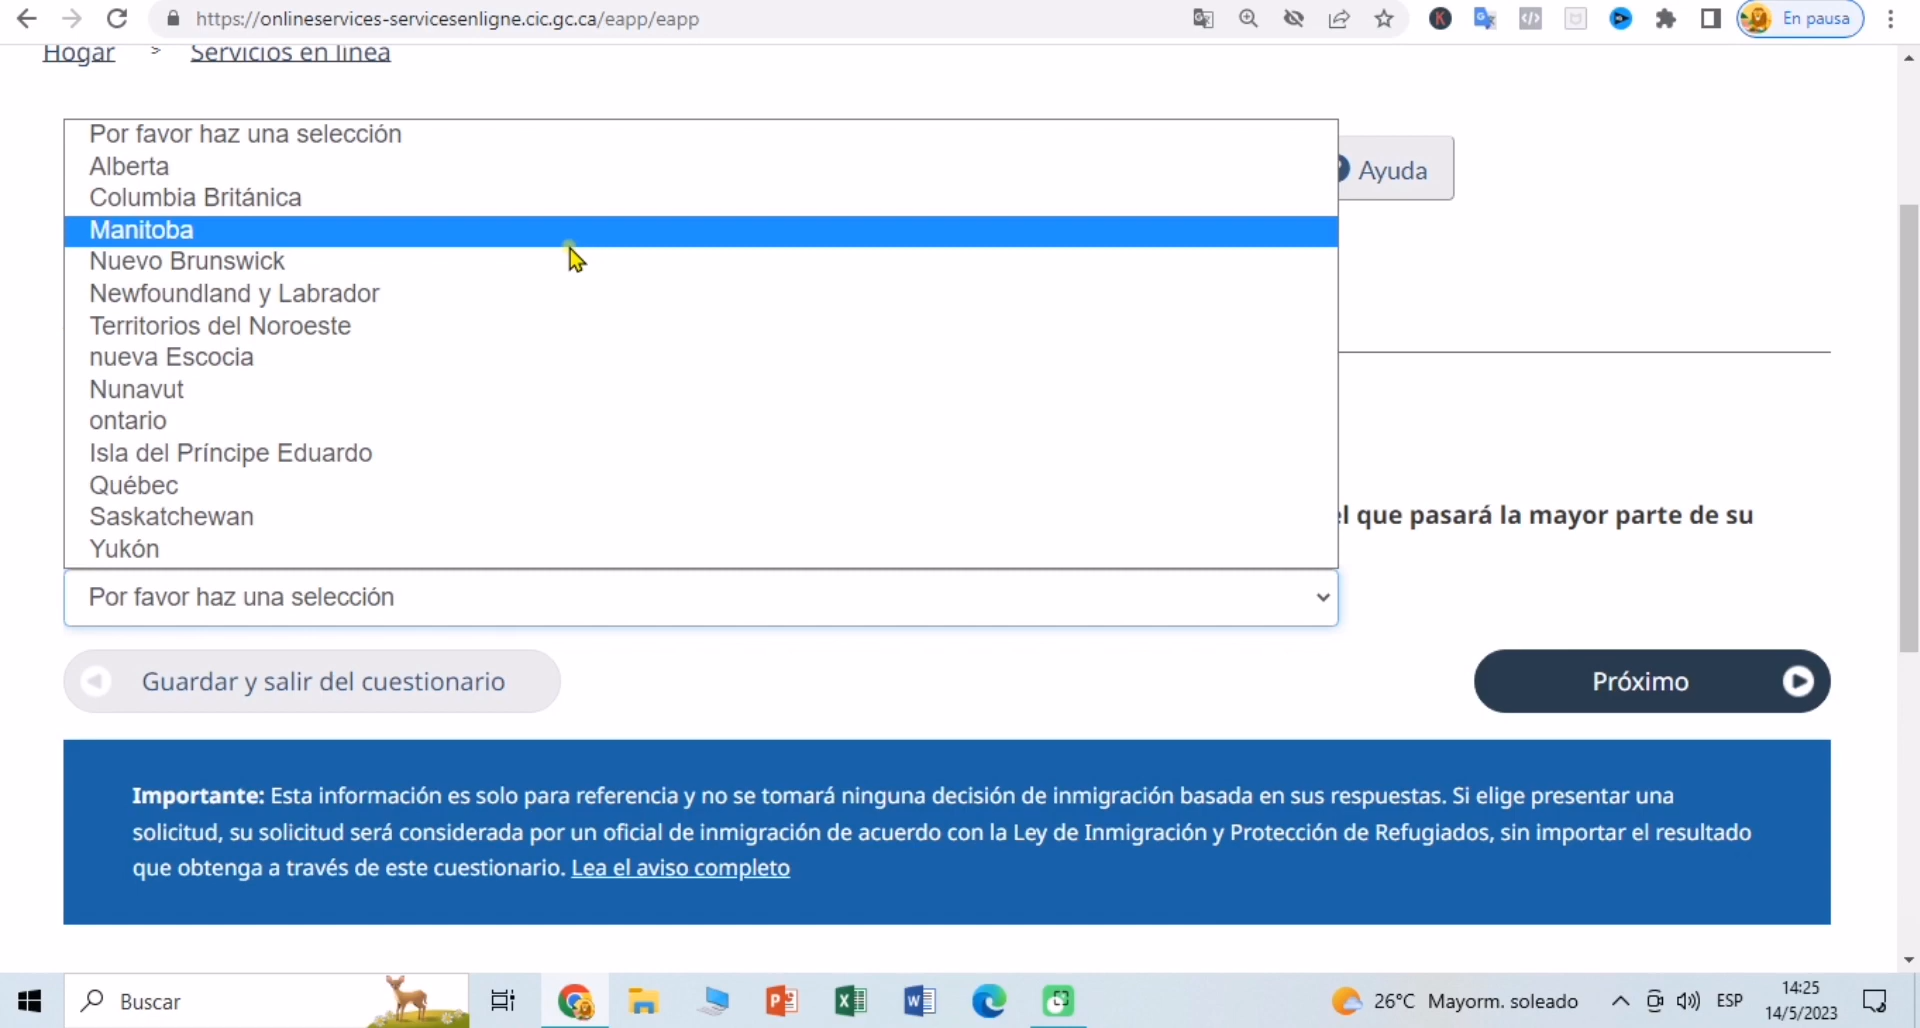 https://onlineservices-servicesenligne.cic.gc.ca/eapp/eapp
En pausa
Hogar > Servicios en línea
Por favor haz una selección
Alberta
Columbia Británica
Manitoba
Nuevo Brunswick
Newfoundland y Labrador
Territorios del Noroeste
nueva Escocia
Nunavut
ontario
Isla del Príncipe Eduardo
Québec
Saskatchewan
Yukón
Ayuda
el que pasará la mayor parte de su
Por favor haz una selección
Guardar y salir del cuestionario
Próximo
Importante: Esta información es solo para referencia y no se tomará ninguna decisión de inmigración basada en sus respuestas. Si elige presentar una
solicitud, su solicitud será considerada por un oficial de inmigración de acuerdo con la Ley de Inmigración y Protección de Refugiados, sin importar el resultado
que obtenga a través de este cuestionario. Lea el aviso completo
Buscar
26°C Mayorm. soleado
ESP
14:25
14/5/2023